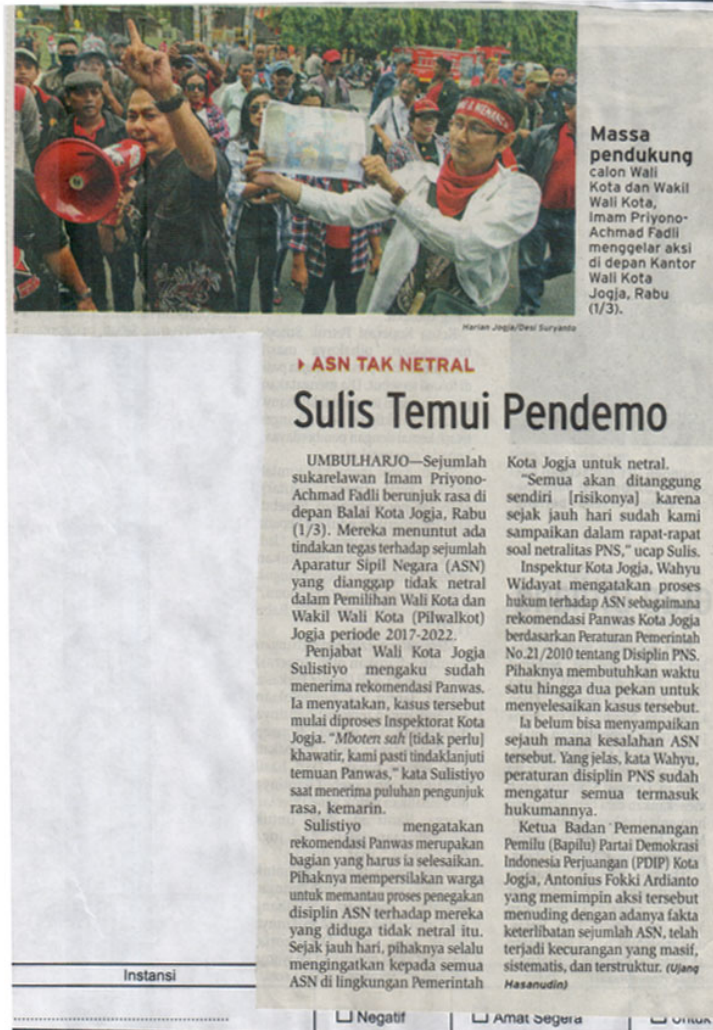 Massa
pendukung
calon Wali
Kota dan Wakil
Wali Kota,
Imam Priyono-
Achmad Fadli
menggelar aksi
di depan Kantor
Wali Kota
Jogja, Rabu
(1/3).
Harian Jogja/Desi Suryanto
ASN TAK NETRAL
Sulis Temui Pendemo
UMBULHARJO—Sejumlah
sukarelawan Imam Priyono-
Achmad Fadli berunjuk rasa di
depan Balai Kota Jogja, Rabu
(1/3). Mereka menuntut ada
tindakan tegas terhadap sejumlah
Aparatur Sipil Negara (ASN)
yang dianggap tidak netral
dalam Pemilihan Wali Kota dan
Wakil Wali Kota (Pilwalkot)
Jogja periode 2017-2022.
Penjabat Wali Kota Jogja
Sulistiyo mengaku sudah
menerima rekomendasi Panwas.
Ia menyatakan, kasus tersebut
mulai diproses Inspektorat Kota
Jogja. “Mboten sah [tidak perlu]
khawatir, kami pasti tindaklanjuti
temuan Panwas,” kata Sulistiyo
saat menerima puluhan pengunjuk
rasa, kemarin.
Sulistiyo mengatakan
rekomendasi Panwas merupakan
bagian yang harus ia selesaikan.
Pihaknya mempersilakan warga
untuk memantau proses penegakan
disiplin ASN terhadap mereka
yang diduga tidak netral itu.
Sejak jauh hari, pihaknya selalu
mengingatkan kepada semua
ASN di lingkungan Pemerintah
Kota Jogja untuk netral.
“Semua akan ditanggung
sendiri [risikonya] karena
sejak jauh hari sudah kami
sampaikan dalam rapat-rapat
soal netralitas PNS,” ucap Sulis.
Inspektur Kota Jogja, Wahyu
Widayat mengatakan proses
hukum terhadap ASN sebagaimana
rekomendasi Panwas Kota Jogja
berdasarkan Peraturan Pemerintah
No.21/2010 tentang Disiplin PNS.
Pihaknya membutuhkan waktu
satu hingga dua pekan untuk
menyelesaikan kasus tersebut.
Ia belum bisa menyampaikan
sejauh mana kesalahan ASN
tersebut. Yang jelas, kata Wahyu,
peraturan disiplin PNS sudah
mengatur semua termasuk
hukumannya.
Ketua Badan Pemenangan
Pemilu (Bapilu) Partai Demokrasi
Indonesia Perjuangan (PDIP) Kota
Jogja, Antonius Fokki Ardianto
yang memimpin aksi tersebut
menuding dengan adanya fakta
keterlibatan sejumlah ASN, telah
terjadi kecurangan yang masif,
sistematis, dan terstruktur. (Ujang
Hasanudin)
Instansi
Negatif
Amat Segera